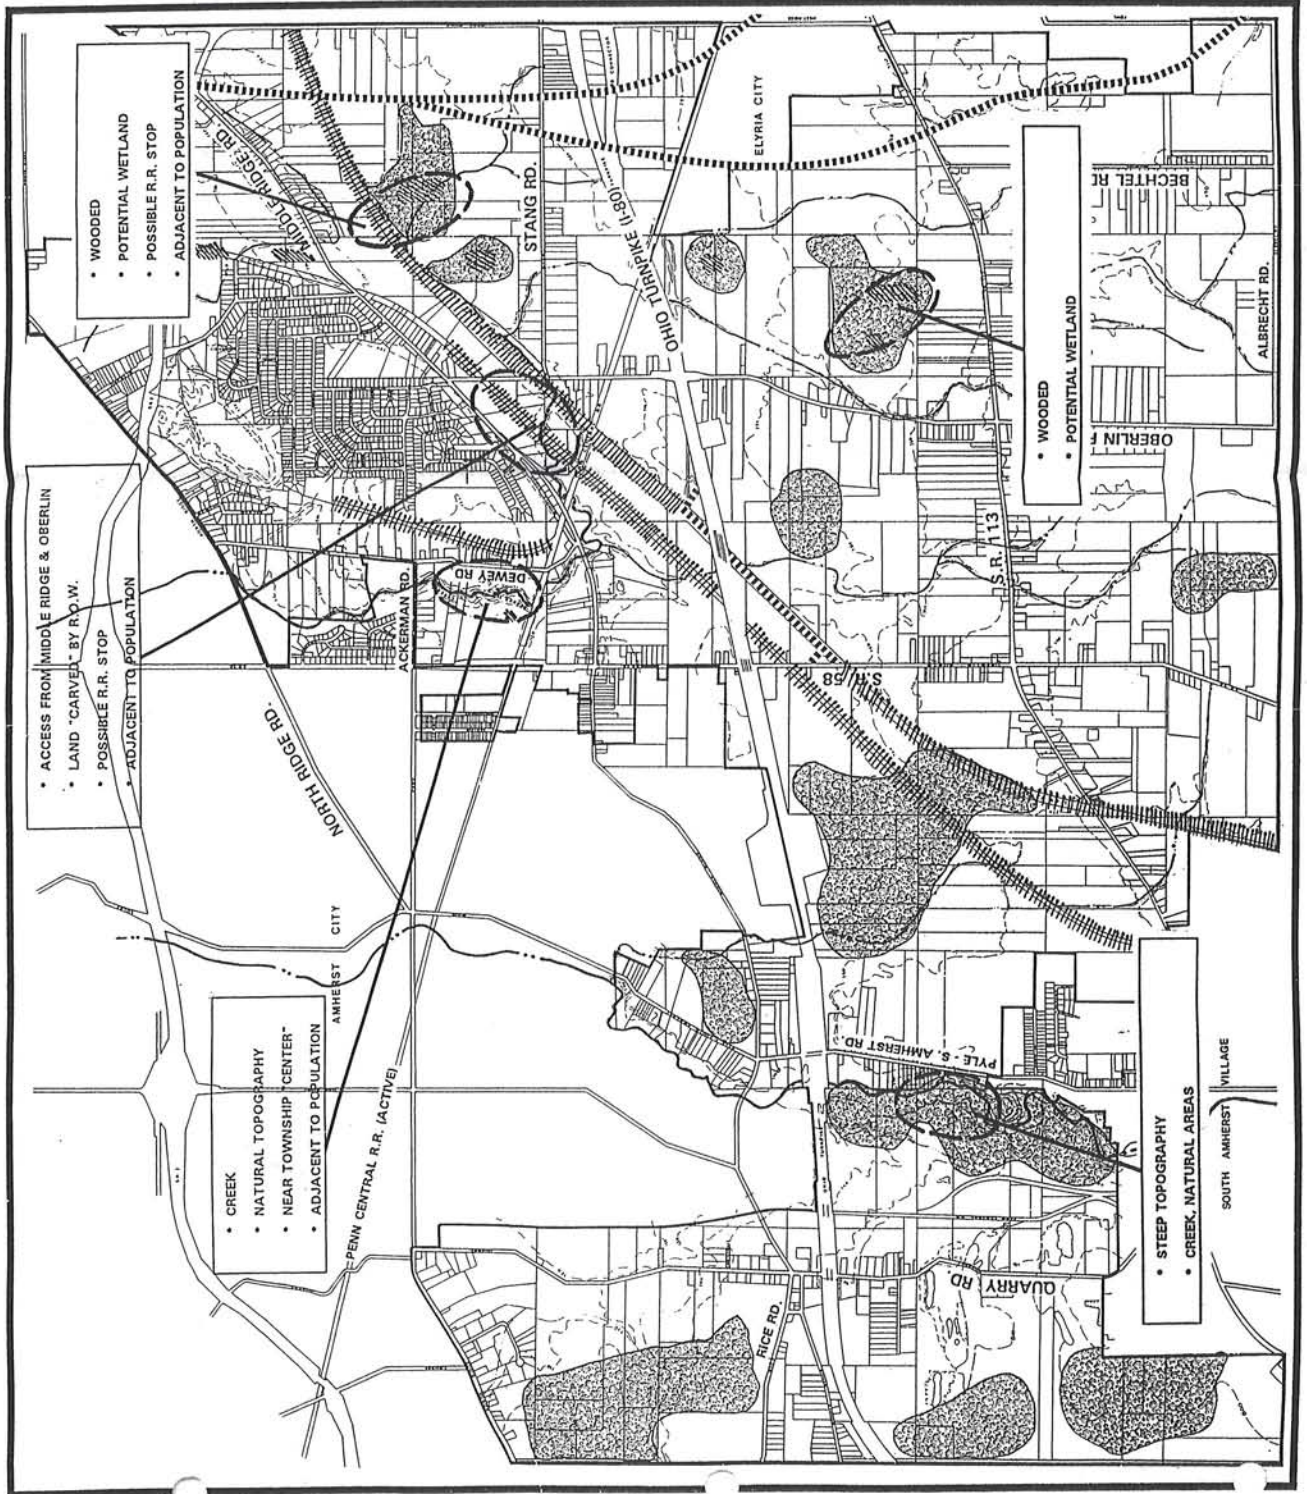 • WOODED
• POTENTIAL WETLAND
• POSSIBLE R.R. STOP
• ADJACENT TO POPULATION
• ACCESS FROM MIDDLE RIDGE & OBERLIN
• LAND "CARVED" BY R.O.W.
• POSSIBLE R.R. STOP
• ADJACENT TO POPULATION
• CREEK
• NATURAL TOPOGRAPHY
• NEAR TOWNSHIP "CENTER"
• ADJACENT TO POPULATION
• WOODED
• POTENTIAL WETLAND
• STEEP TOPOGRAPHY
• CREEK, NATURAL AREAS
MIDDLE RIDGE RD.
STANG RD.
OHIO TURNPIKE (I-80)
ELYRIA CITY
BECHTEL RD
ALBRECHT RD.
OBERLIN R
S.R. 113
S.R. 58
DEWEY RD
ACKERMAN RD.
NORTH RIDGE RD.
AMHERST CITY
PENN CENTRAL R.R. (ACTIVE)
PYLE - S. AMHERST RD.
SOUTH AMHERST VILLAGE
QUARRY RD.
RICE RD.